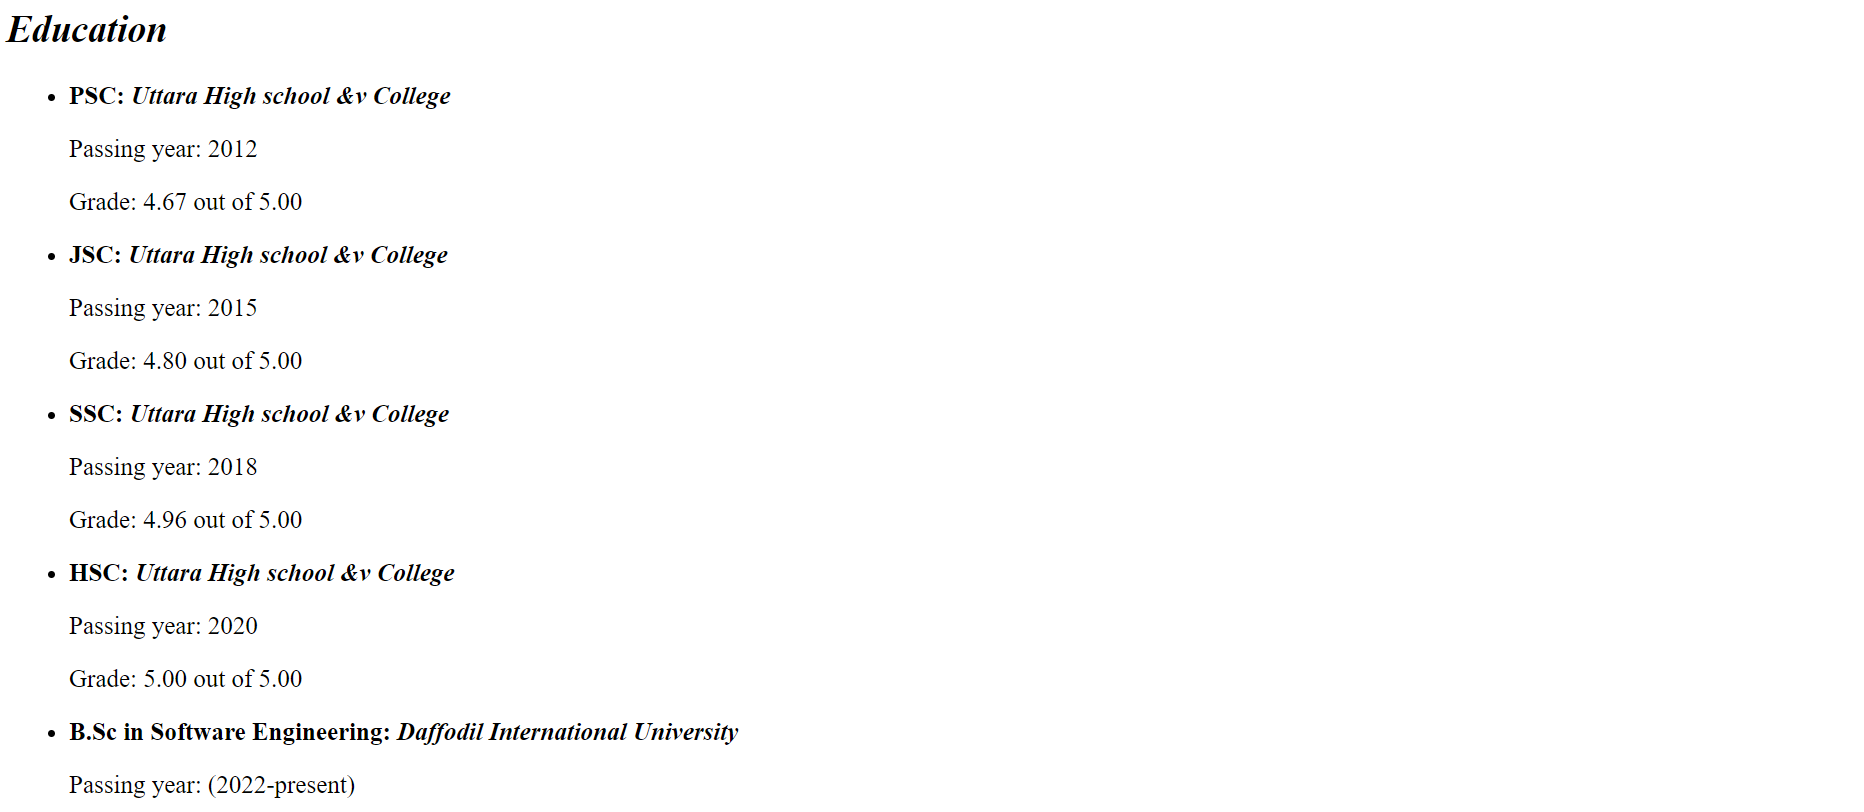 Education
PSC: Uttara High school &v College
Passing year: 2012
Grade: 4.67 out of 5.00
JSC: Uttara High school &v College
Passing year: 2015
Grade: 4.80 out of 5.00
SSC: Uttara High school &v College
Passing year: 2018
Grade: 4.96 out of 5.00
HSC: Uttara High school &v College
Passing year: 2020
Grade: 5.00 out of 5.00
B.Sc in Software Engineering: Daffodil International University
Passing year: (2022-present)